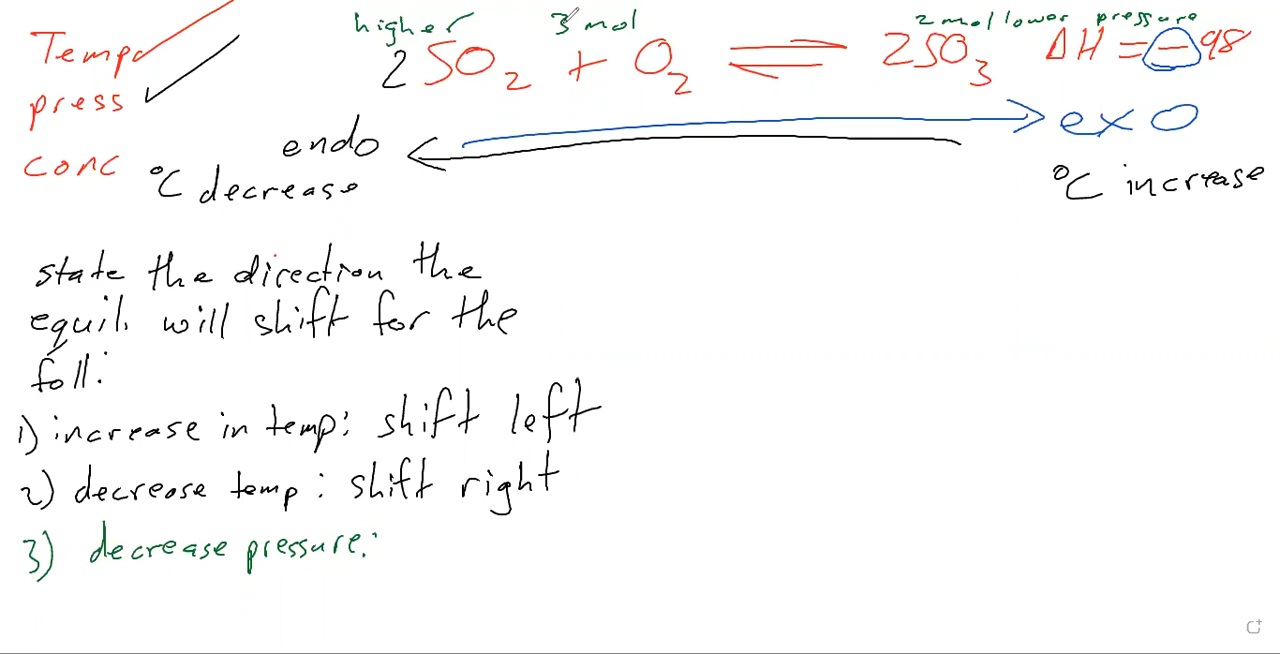 higher 3 mol 2 mol lower pressure
Temp
2SO2 + O2 ⇌ 2SO3 ΔH = -98
press
exo
endo
conc
°C decrease
°C increase
state the direction the
equil. will shift for the
foll:
1) increase in temp: shift left
2) decrease temp: shift right
3) decrease pressure: